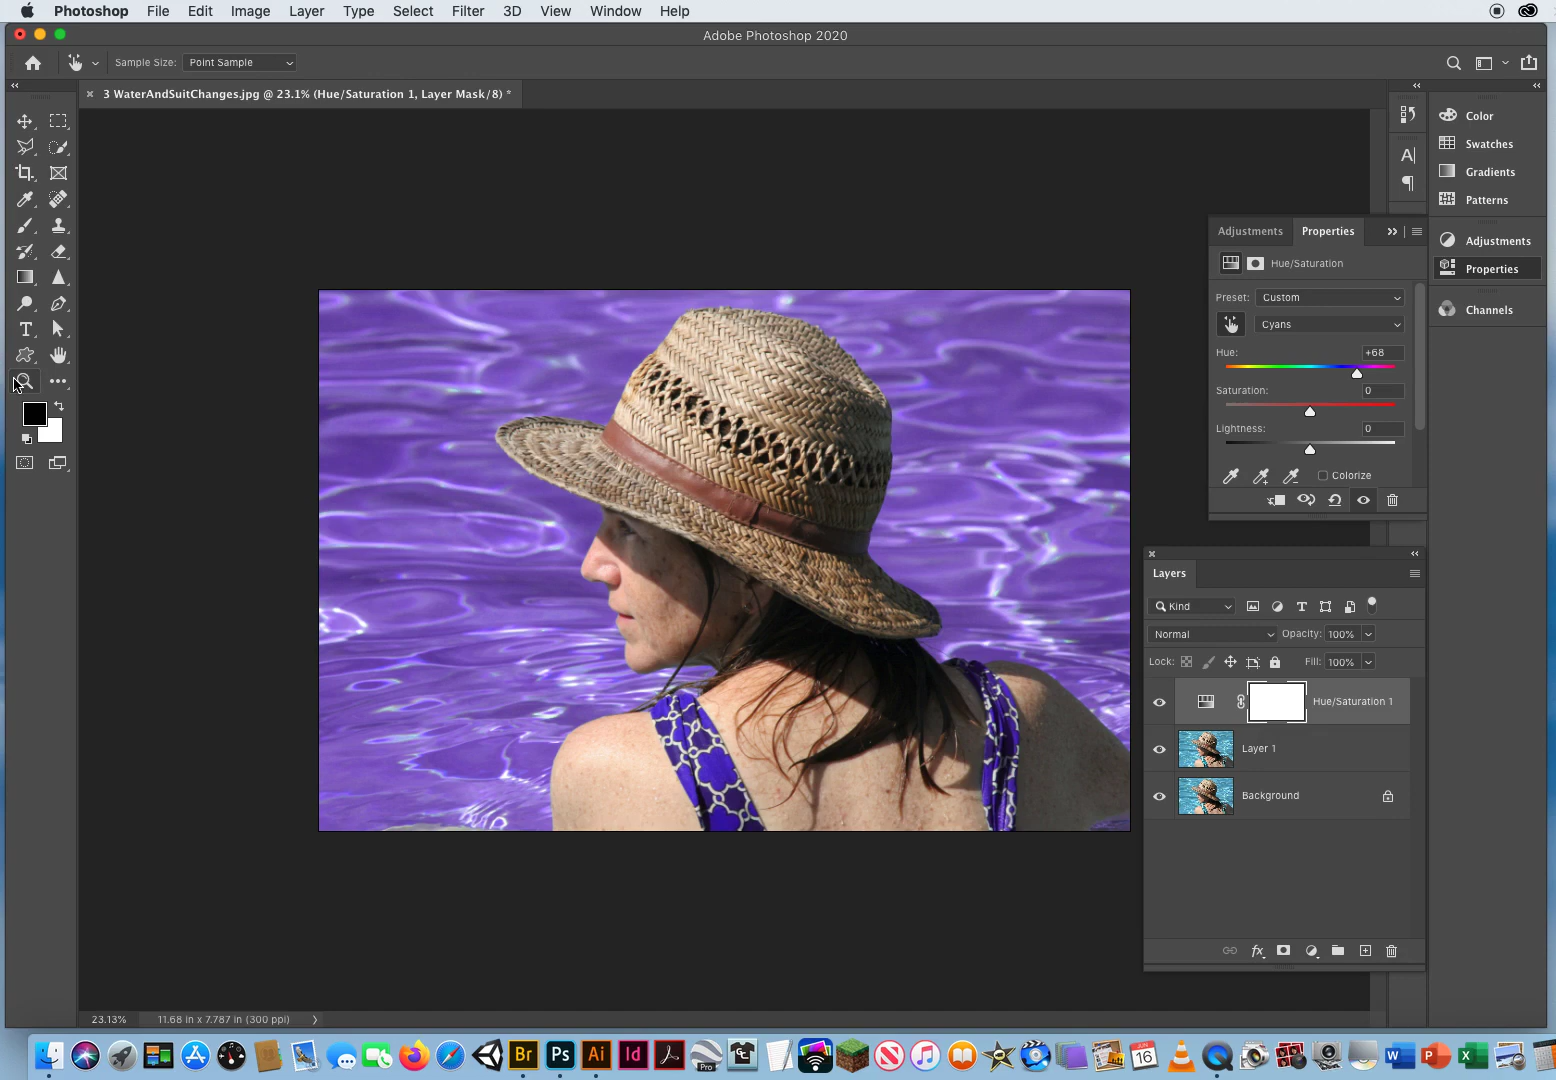 Photoshop File Edit Image Layer Type Select Filter 3D View Window Help
Adobe Photoshop 2020
Sample Size: Point Sample
3 WaterAndSuitChanges.jpg @ 23.1% (Hue/Saturation 1, Layer Mask/8) *
Color
Swatches
Gradients
Patterns
Adjustments
Properties
Channels
Adjustments Properties
Hue/Saturation
Preset: Custom
Cyans
Hue: +68
Saturation: 0
Lightness: 0
Colorize
Layers
Kind
Normal Opacity: 100%
Lock: Fill: 100%
Hue/Saturation 1
Layer 1
Background
fx
23.13% 11.68 in x 7.787 in (300 ppi)
Br Ps Ai Id Pro JUN 16 W P X